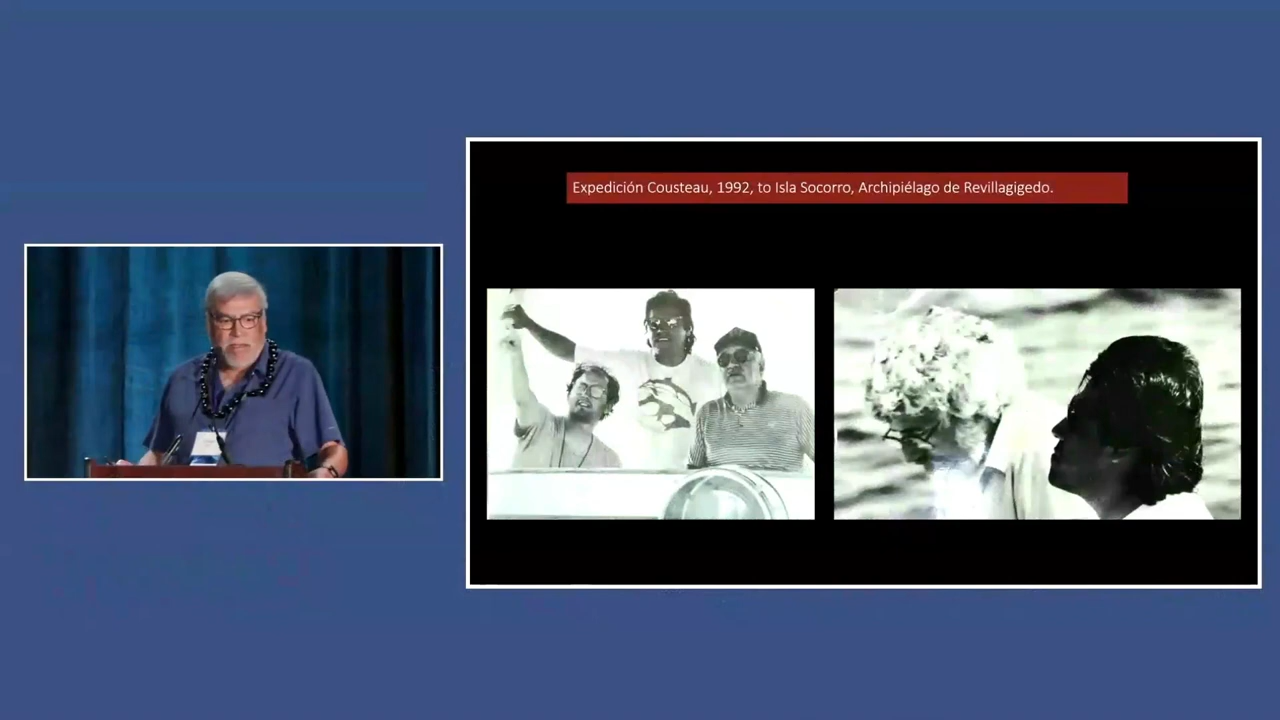 Expedición Cousteau, 1992, to Isla Socorro, Archipiélago de Revillagigedo.